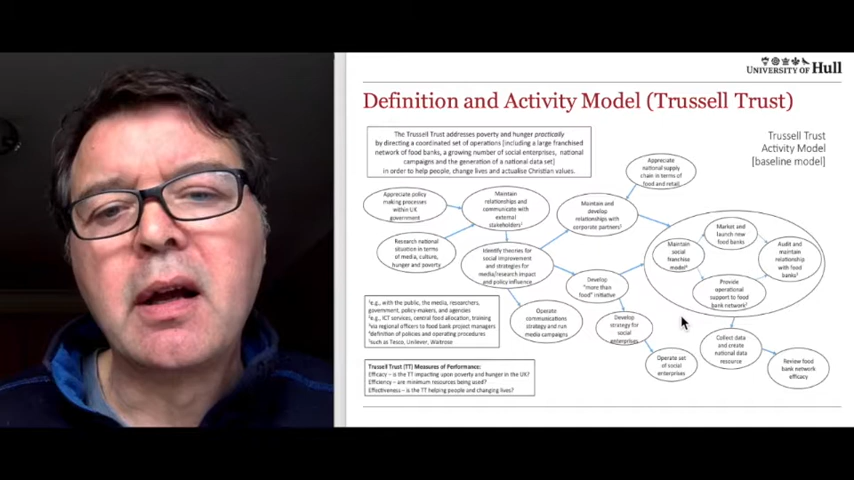 UNIVERSITY OF Hull
Definition and Activity Model (Trussell Trust)
The Trussell Trust addresses poverty and hunger practically
by directing a coordinated set of operations [including a large franchised
network of food banks, a growing number of social enterprises, national
campaigns and the generation of a national data set]
in order to help people, change lives and actualise Christian values.
Trussell Trust
Activity Model
[baseline model]
Appreciate
national supply
chain in terms of
food and retail
Appreciate policy
making processes
within UK
government
Maintain
relationships and
communicate with
external
stakeholders¹
Maintain and
develop
relationships with
corporate partners⁵
Research national
situation in terms
of media, culture,
hunger and poverty
Identify theories for
social improvement
and strategies for
media/research impact
and policy influence
Maintain
social
franchise
model⁴
Market and
launch new
food banks
Audit and
maintain
relationship
with food
banks³
Provide
operational
support to food
bank network²
Develop
"more than
food" initiative
¹e.g., with the public, the media, researchers,
government, policy-makers, and agencies
²e.g., ICT services, central food allocation, training
³via regional officers to food bank project managers
⁴definition of policies and operating procedures
⁵such as Tesco, Unilever, Waitrose
Operate
communications
strategy and run
media campaigns
Develop
strategy for
social
enterprises
Operate set
of social
enterprises
Collect data
and create
national data
resource
Review food
bank network
efficacy
Trussell Trust (TT) Measures of Performance:
Efficacy – is the TT impacting upon poverty and hunger in the UK?
Efficiency – are minimum resources being used?
Effectiveness – is the TT helping people and changing lives?